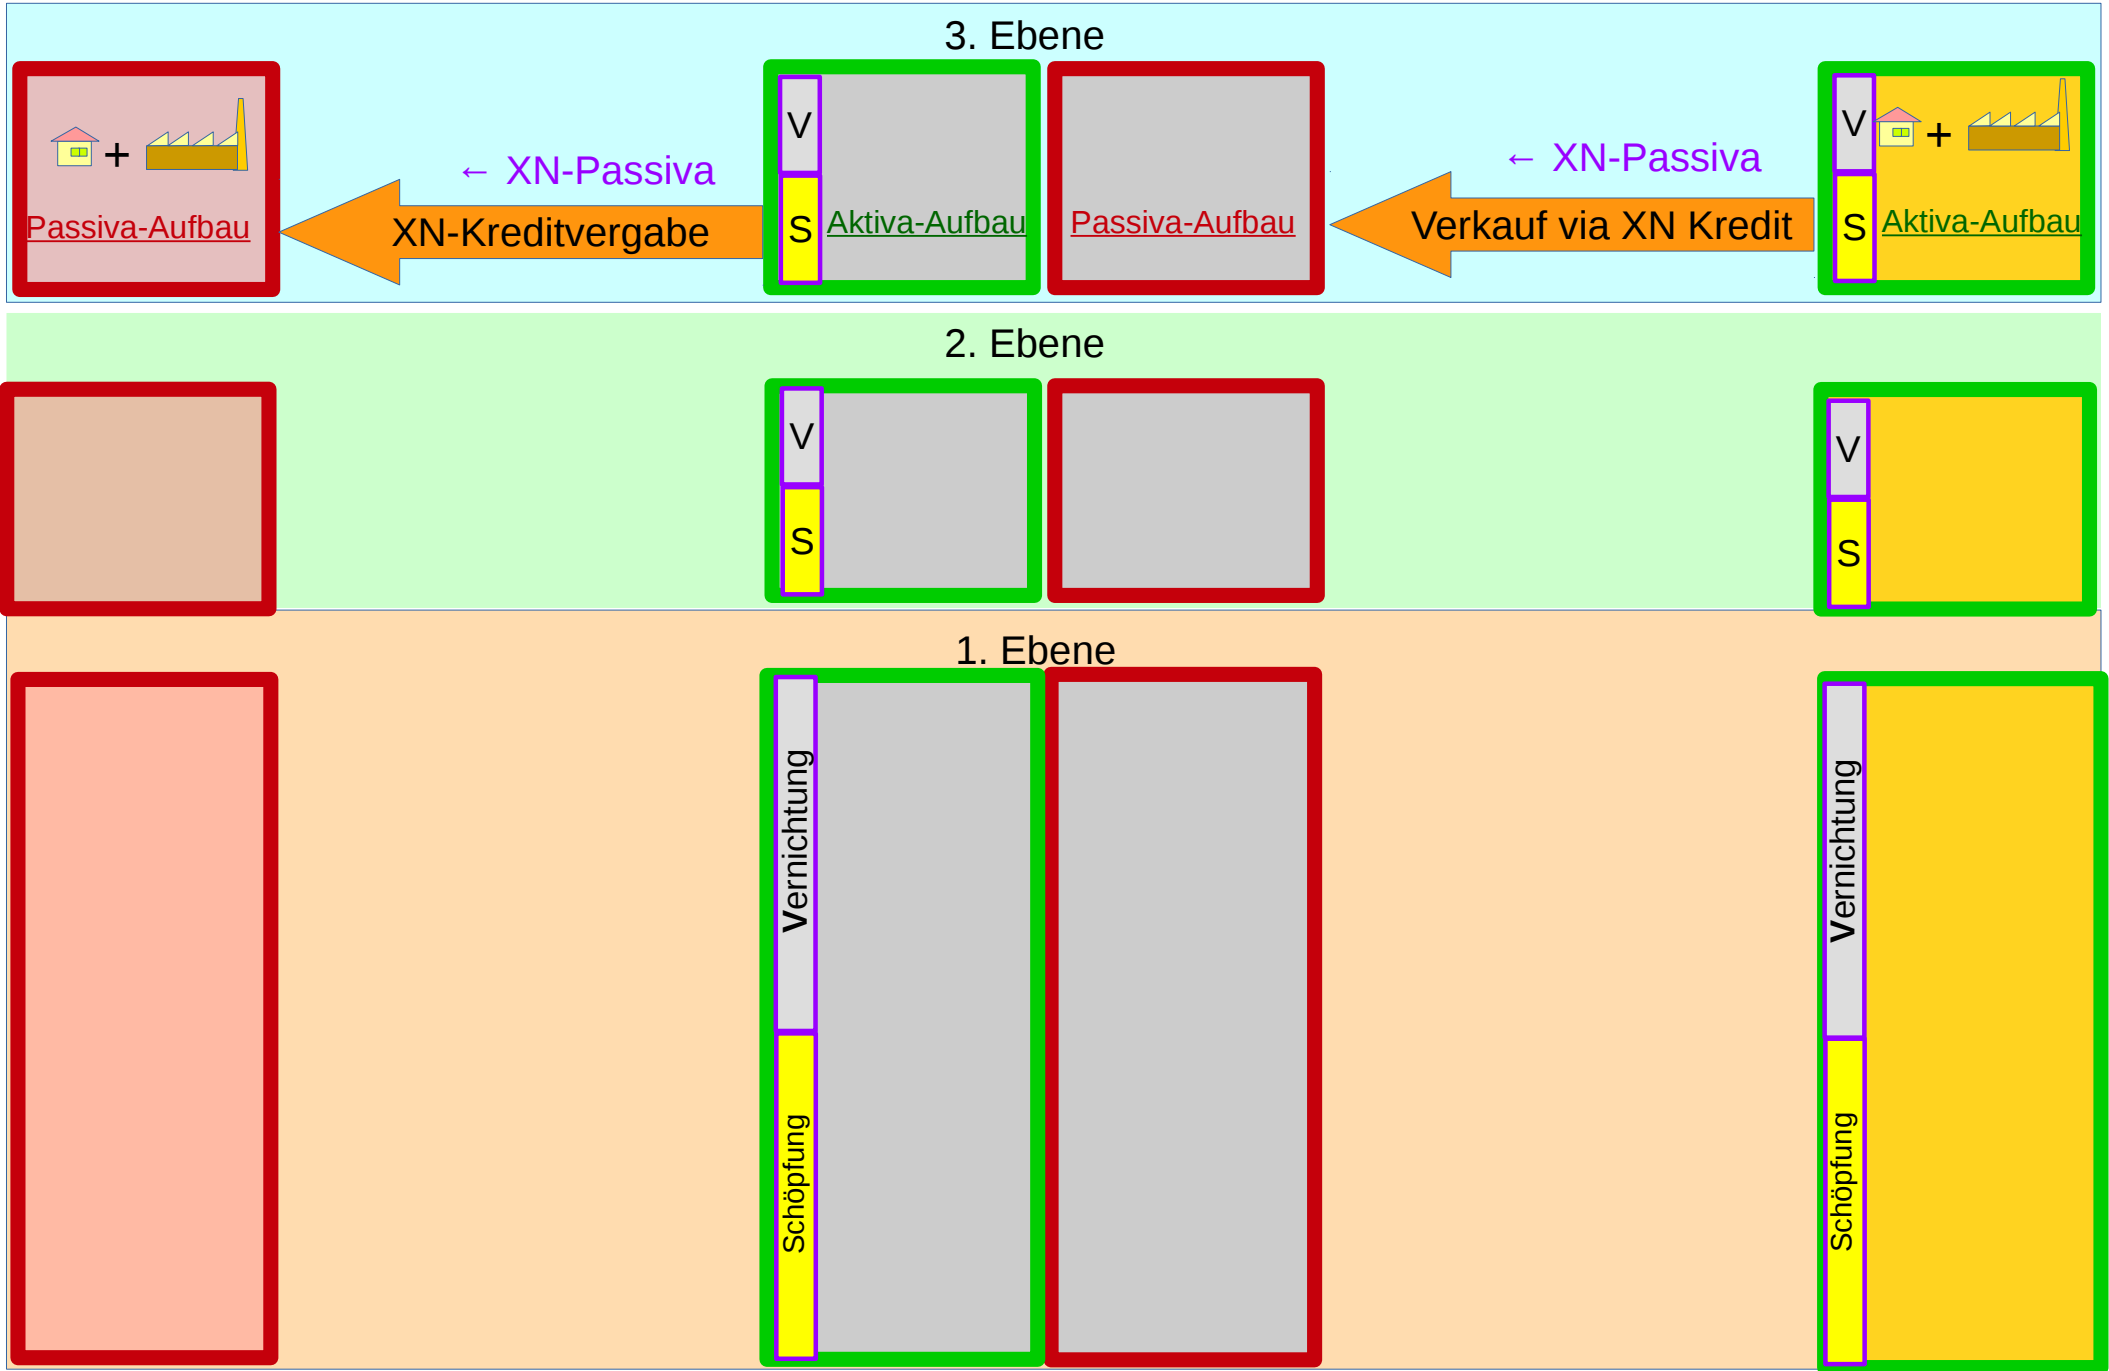 3. Ebene
+
Passiva-Aufbau
← XN-Passiva
XN-Kreditvergabe
V
S
Aktiva-Aufbau
Passiva-Aufbau
← XN-Passiva
Verkauf via XN Kredit
V
S
+
Aktiva-Aufbau
2. Ebene
V
S
V
S
1. Ebene
Vernichtung
Schöpfung
Vernichtung
Schöpfung